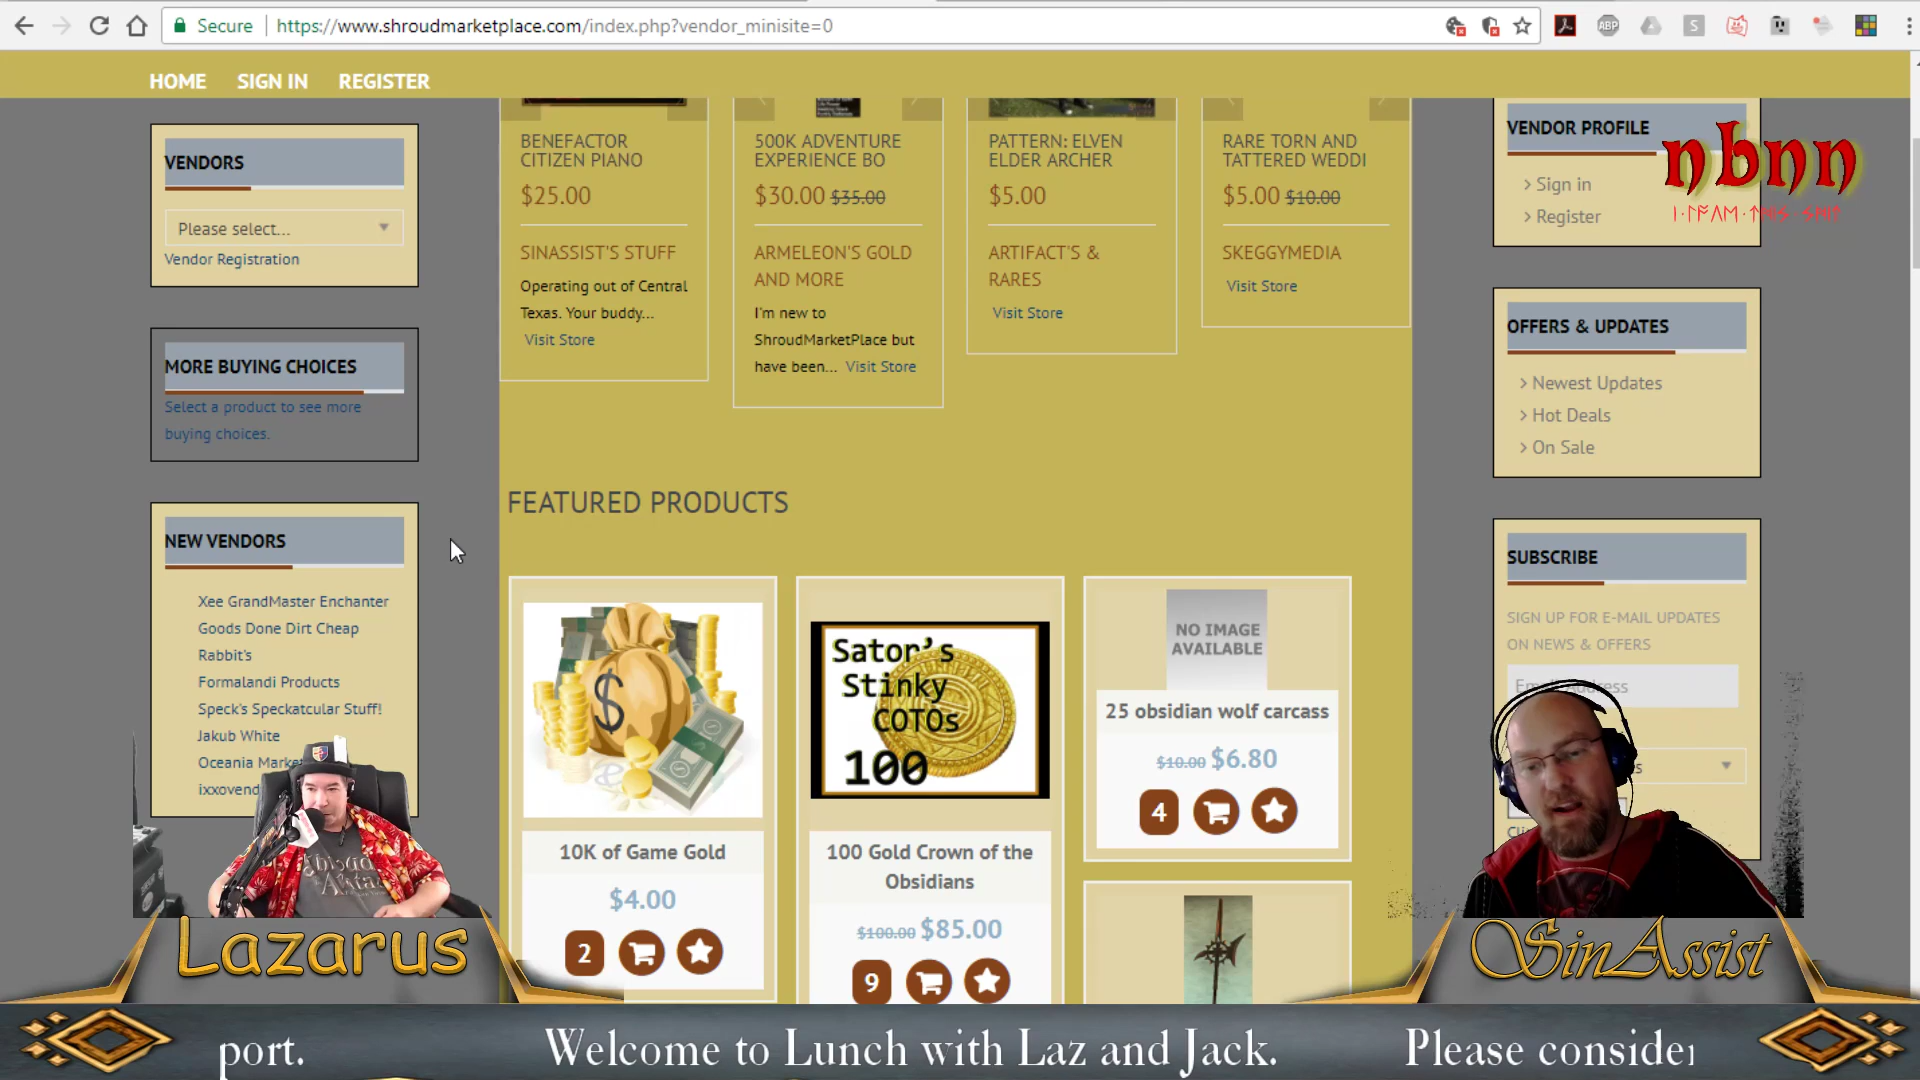 Secure
https://www.shroudmarketplace.com/index.php?vendor_minisite=0
ABP
S
HOME SIGN IN REGISTER
VENDORS
Please select...
Vendor Registration
MORE BUYING CHOICES
Select a product to see more
buying choices.
NEW VENDORS
Xee GrandMaster Enchanter
Goods Done Dirt Cheap
Rabbit's
Formalandi Products
Speck's Speckatcular Stuff!
Jakub White
Oceania
BENEFACTOR
CITIZEN PIANO
$25.00
SINASSIST'S STUFF
Operating out of Central
Texas. Your buddy...
Visit Store
500K ADVENTURE
EXPERIENCE BO
$30.00 $35.00
ARMELEON'S GOLD
AND MORE
I'm new to
ShroudMarketPlace but
have been... Visit Store
PATTERN: ELVEN
ELDER ARCHER
$5.00
ARTIFACT'S &
RARES
Visit Store
RARE TORN AND
TATTERED WEDDI
$5.00 $10.00
SKEGGYMEDIA
Visit Store
FEATURED PRODUCTS
$
10K of Game Gold
$4.00
2
Sator's
Stinky
COTOs
100
100 Gold Crown of the
Obsidians
$100.00 $85.00
9
NO IMAGE
AVAILABLE
25 obsidian wolf carcass
$10.00 $6.80
4
VENDOR PROFILE
Sign in
Register
nbnn
OFFERS & UPDATES
Newest Updates
Hot Deals
On Sale
SUBSCRIBE
SIGN UP FOR E-MAIL UPDATES
ON NEWS & OFFERS
Email Address
Lazarus
SinAssist
port. Welcome to Lunch with Laz and Jack. Please consider